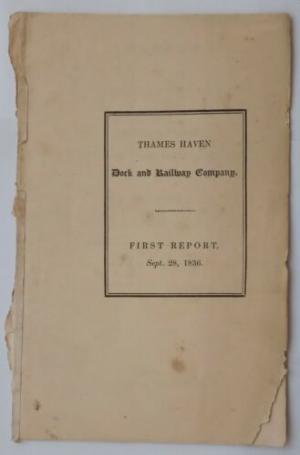 THAMES HAVEN
Dock and Railway Company.
FIRST REPORT,
Sept. 28, 1836.